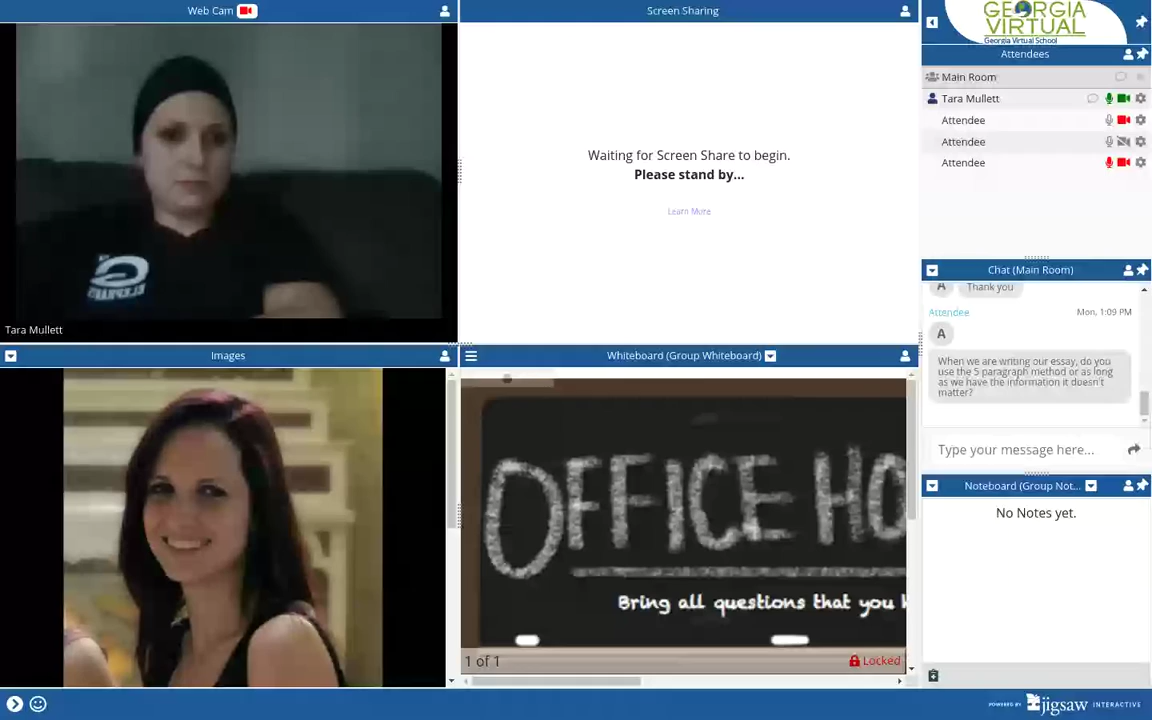 Web Cam
Tara Mullett
Screen Sharing
Waiting for Screen Share to begin.
Please stand by...
Learn More
GEORGIA
VIRTUAL
Georgia Virtual School
Attendees
Main Room
Tara Mullett
Attendee
Attendee
Attendee
Chat (Main Room)
A Thank you
Attendee Mon, 1:09 PM
A
When we are writing our essay, do you
use the 5 paragraph method or as long
as we have the information it doesn't
matter?
Type your message here...
Images
Whiteboard (Group Whiteboard)
OFFICE HO
Bring all questions that you h
1 of 1
Locked
Noteboard (Group Not...
No Notes yet.
POWERED BY jigsaw INTERACTIVE